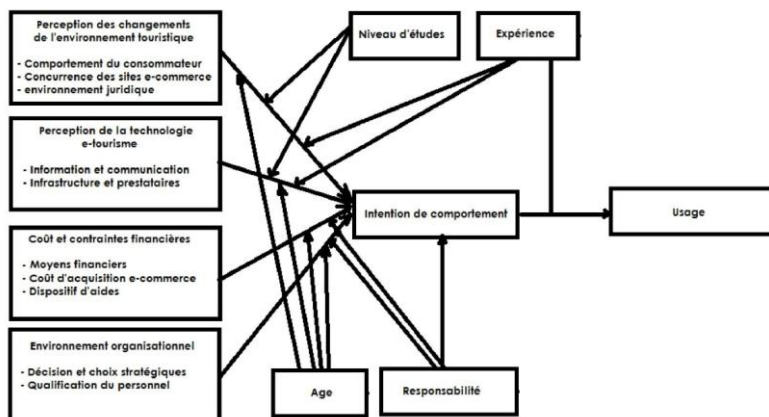 Perception des changements
de l'environnement touristique
- Comportement du consommateur
- Concurrence des sites e-commerce
- environnement juridique
Niveau d'études
Expérience
Perception de la technologie
e-tourisme
- Information et communication
- Infrastructure et prestataires
Intention de comportement
Usage
Coût et contraintes financières
- Moyens financiers
- Coût d'acquisition e-commerce
- Dispositif d'aides
Environnement organisationnel
- Décision et choix stratégiques
- Qualification du personnel
Age
Responsabilité